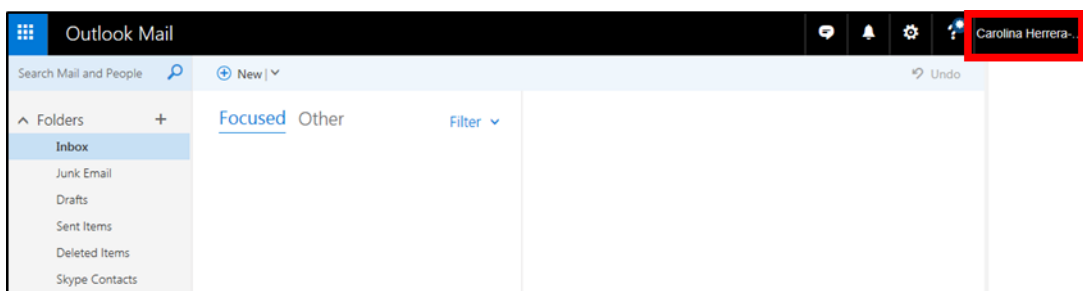 Outlook Mail
Carolina Herrera-...
Search Mail and People
New
Undo
Folders
Focused Other
Filter
Inbox
Junk Email
Drafts
Sent Items
Deleted Items
Skype Contacts